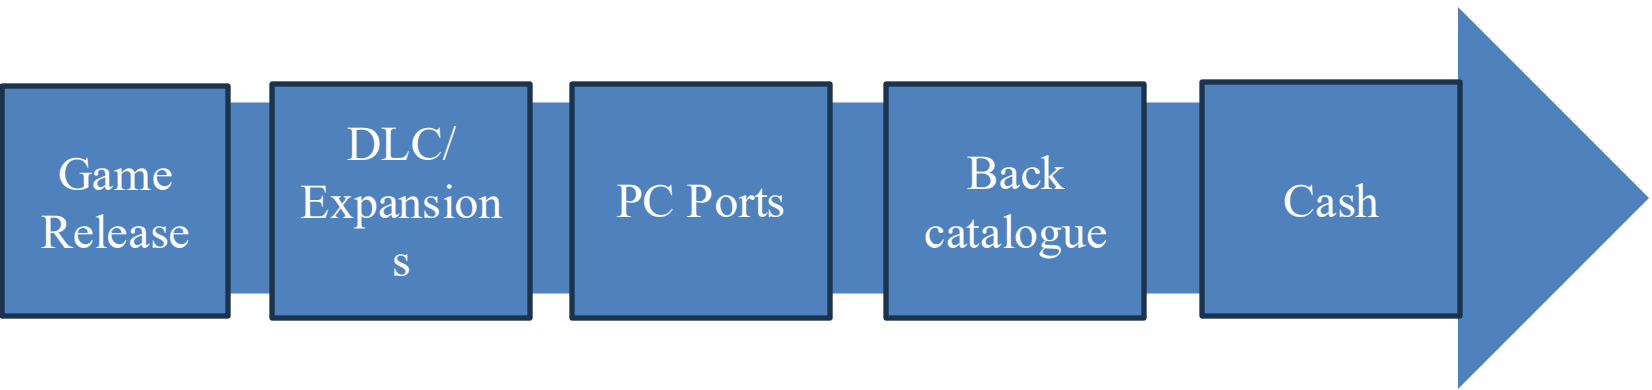 Game
Release
DLC/
Expansion
s
PC Ports
Back
catalogue
Cash